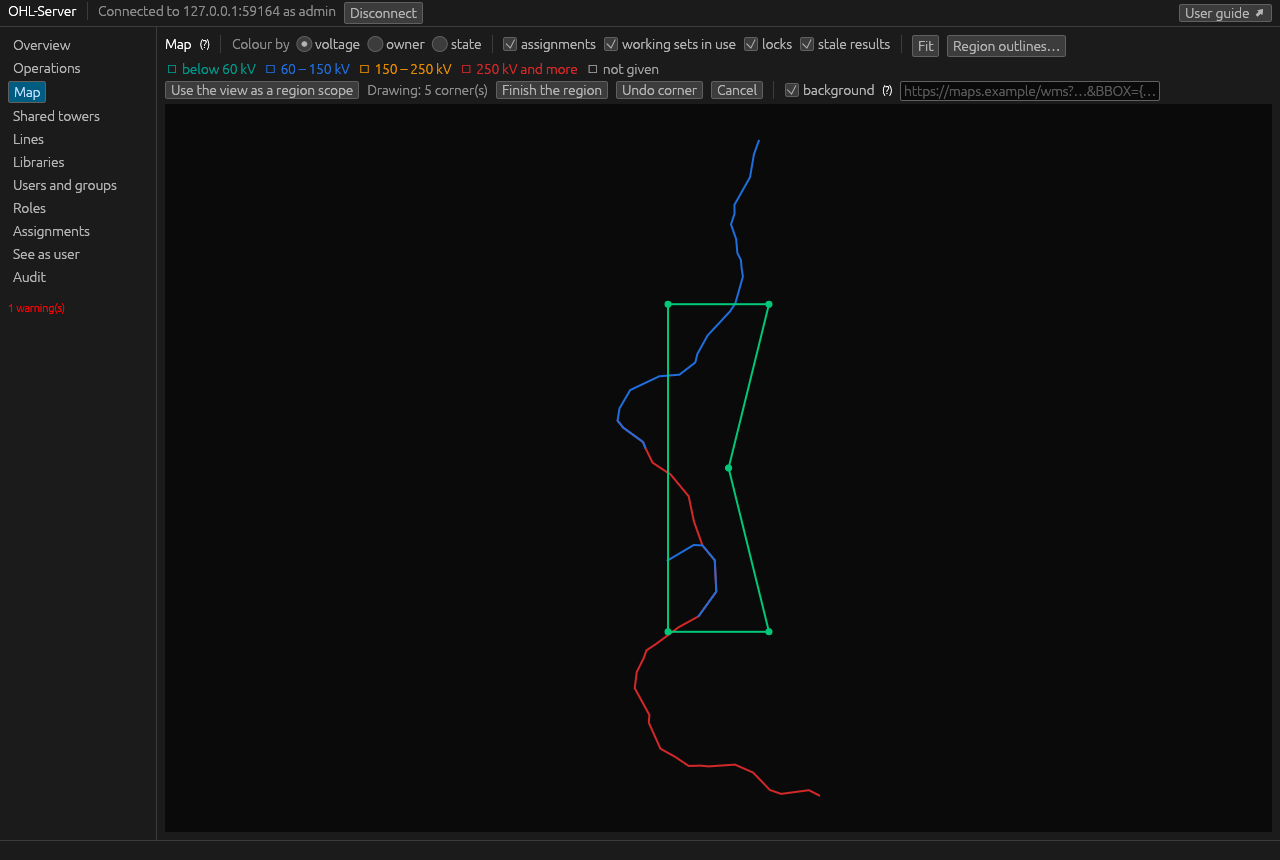 OHL-Server Connected to 127.0.0.1:59164 as admin Disconnect User guide
Overview
Operations
Map
Shared towers
Lines
Libraries
Users and groups
Roles
Assignments
See as user
Audit
1 warning(s)
Map (?) Colour by voltage owner state assignments working sets in use locks stale results Fit Region outlines…
below 60 kV 60 – 150 kV 150 – 250 kV 250 kV and more not given
Use the view as a region scope Drawing: 5 corner(s) Finish the region Undo corner Cancel background (?) https://maps.example/wms?…&BBOX={…